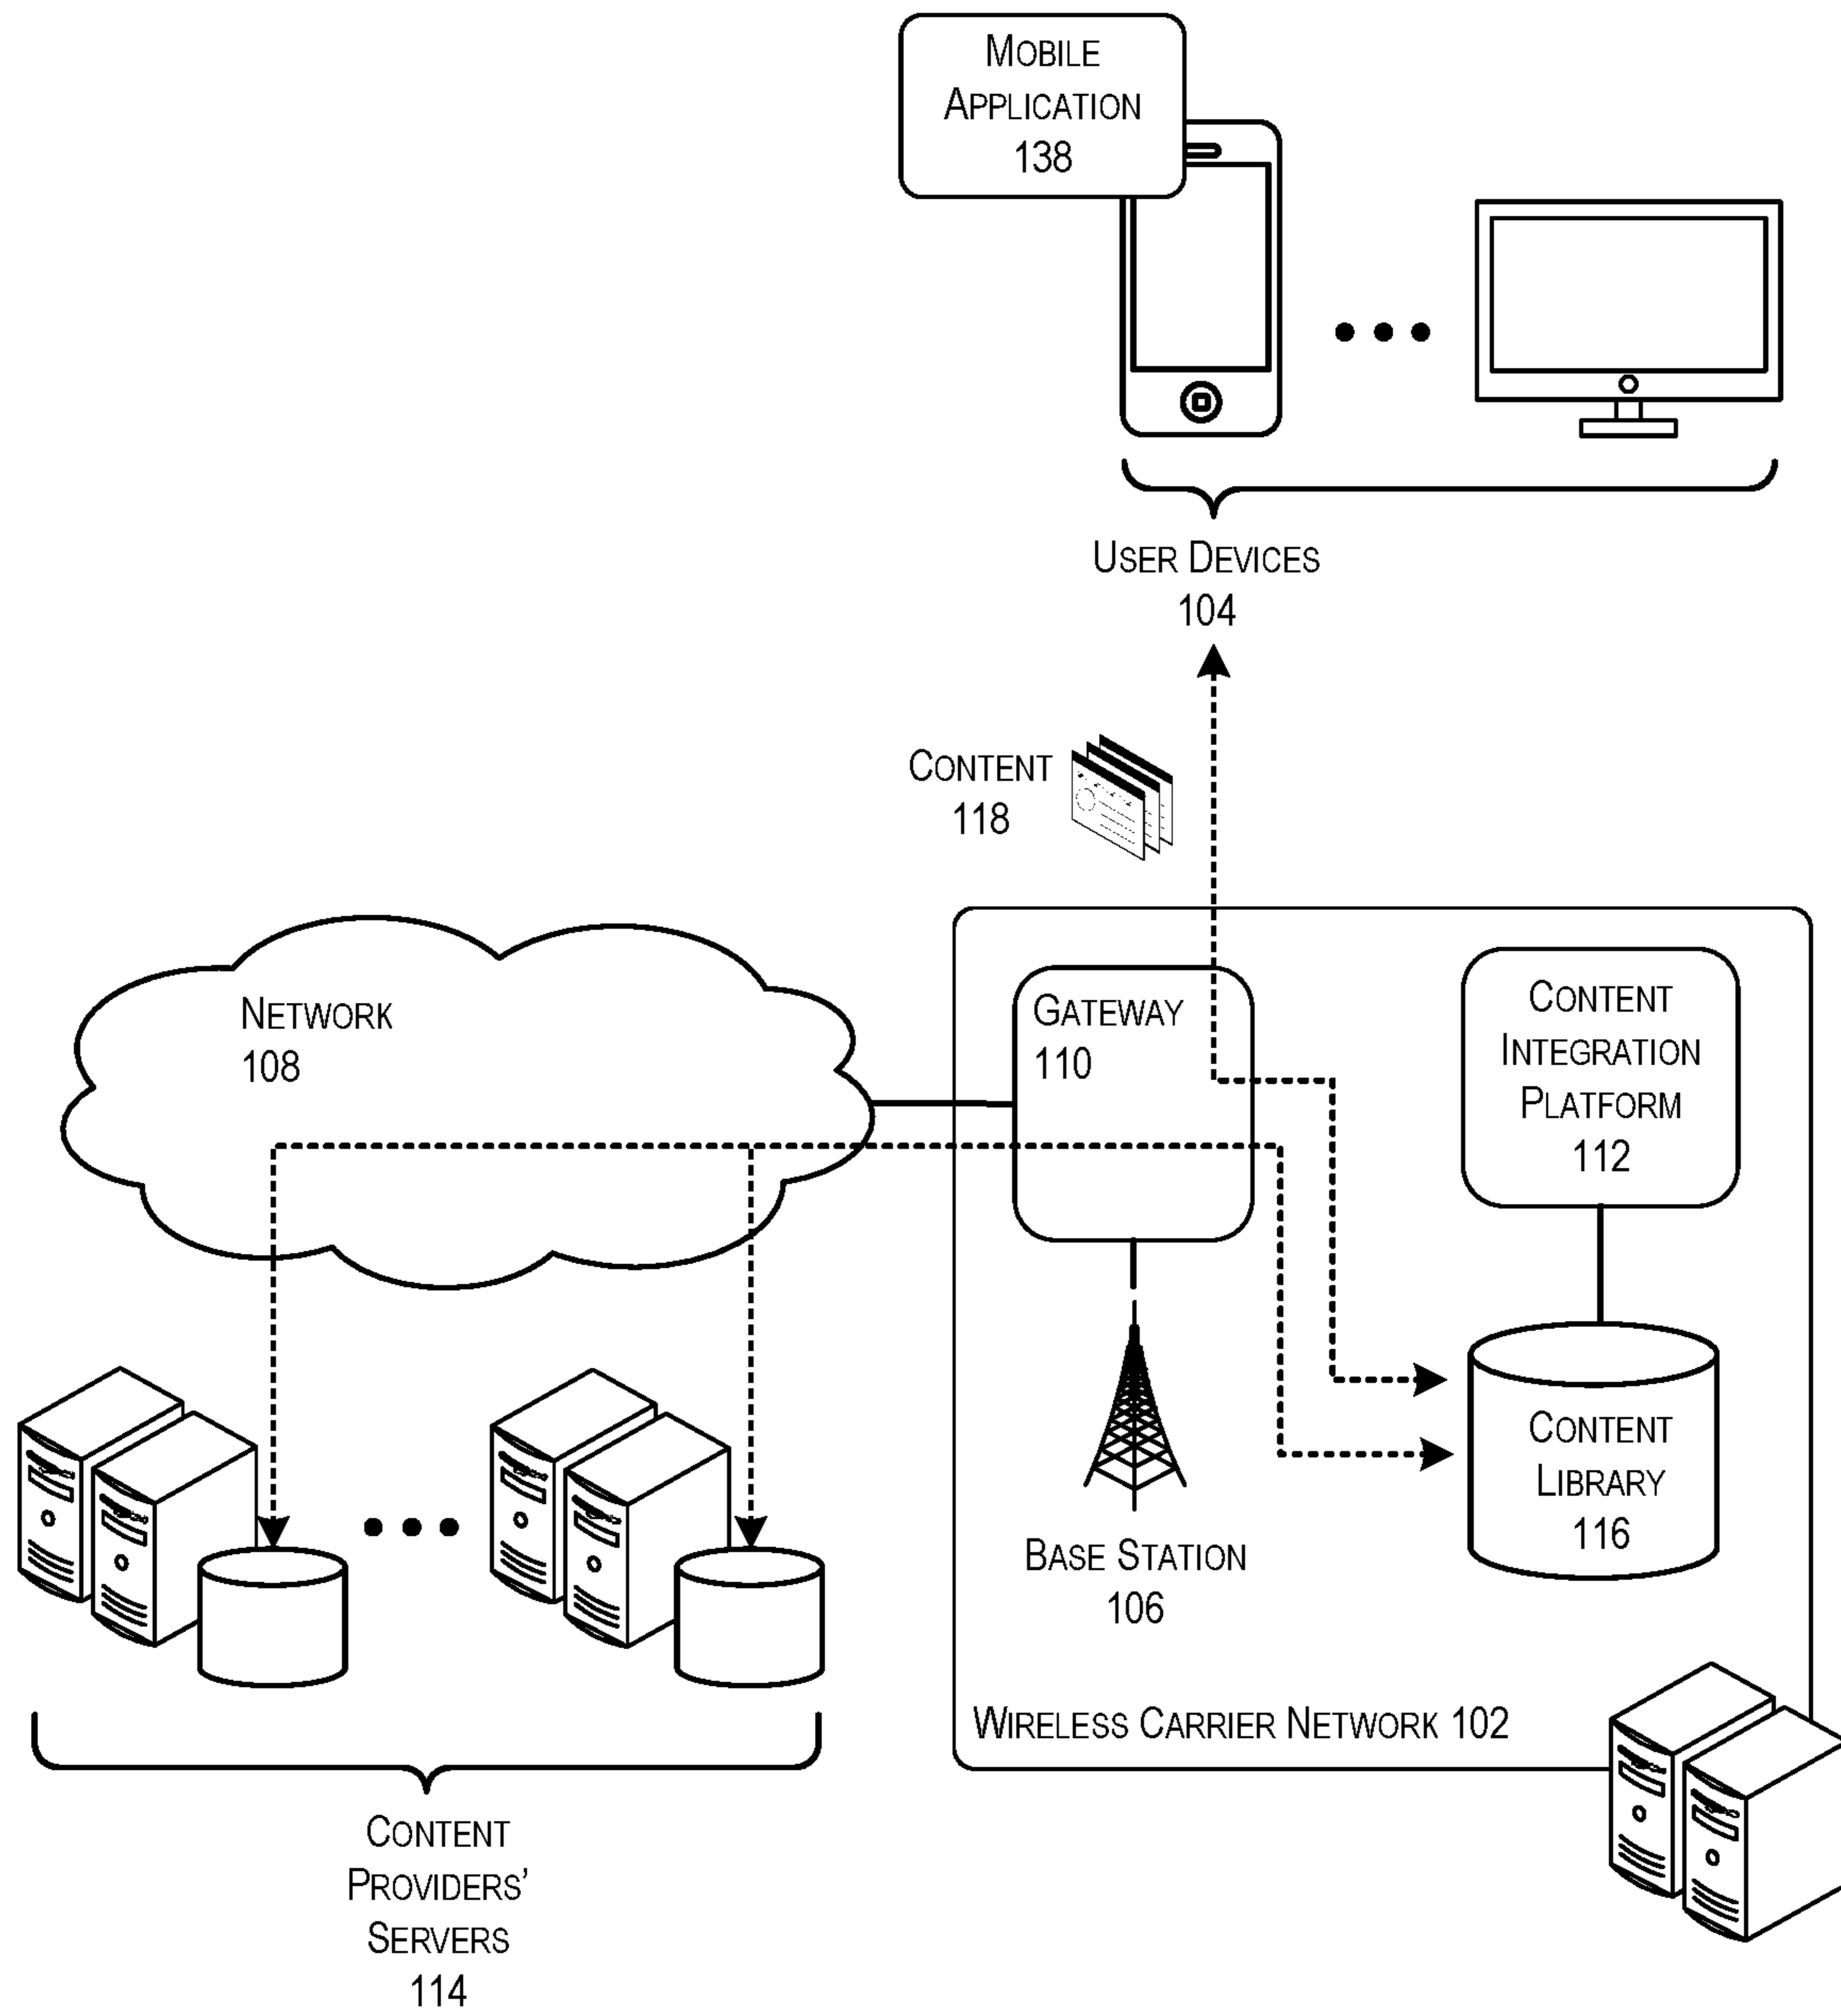 MOBILE
APPLICATION
138
USER DEVICES
104
CONTENT
118
NETWORK
108
GATEWAY
110
CONTENT
INTEGRATION
PLATFORM
112
CONTENT
LIBRARY
116
BASE STATION
106
WIRELESS CARRIER NETWORK 102
CONTENT
PROVIDERS’
SERVERS
114